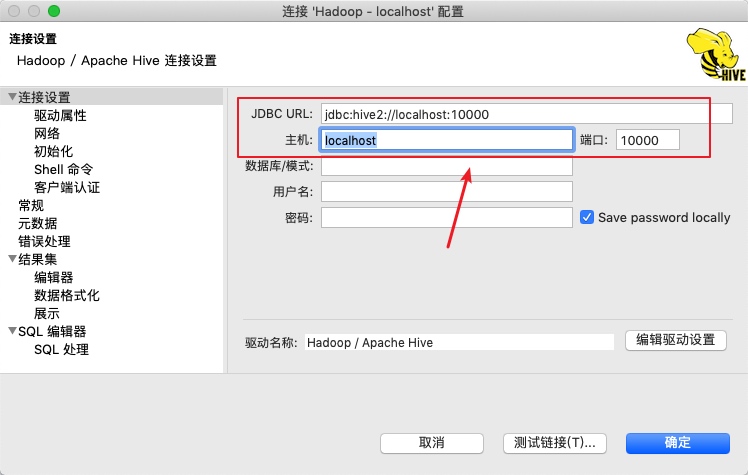 连接 'Hadoop - localhost' 配置
连接设置
Hadoop / Apache Hive 连接设置
HIVE
连接设置
驱动属性
网络
初始化
Shell 命令
客户端认证
常规
元数据
错误处理
结果集
编辑器
数据格式化
展示
SQL 编辑器
SQL 处理
JDBC URL: jdbc:hive2://localhost:10000
主机: localhost 端口: 10000
数据库/模式:
用户名:
密码: Save password locally
驱动名称: Hadoop / Apache Hive 编辑驱动设置
取消 测试链接(T)... 确定